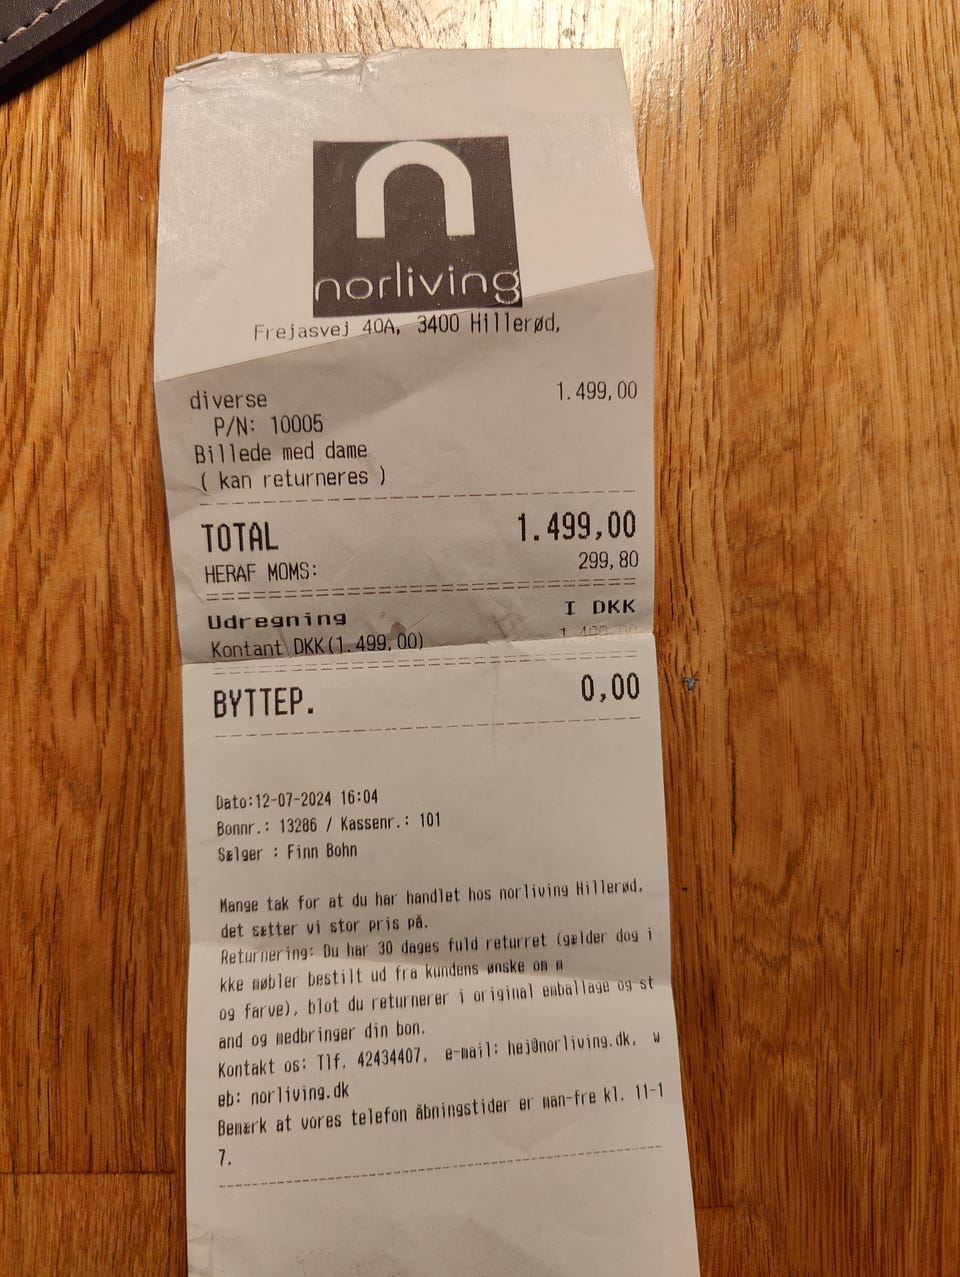 norliving
Frejasvej 40A, 3400 Hillerød,
diverse 1.499,00
P/N: 10005
Billede med dame
( kan returneres )
TOTAL 1.499,00
HERAF MOMS: 299,80
Udregning I DKK
Kontant DKK(1.499,00) 1.499,00
BYTTEP. 0,00
Dato:12-07-2024 16:04
Bonnr.: 13286 / Kassenr.: 101
Sælger : Finn Bohn
Mange tak for at du har handlet hos norliving Hillerød,
det sætter vi stor pris på.
Returnering: Du har 30 dages fuld returret (gælder dog i
kke møbler bestilt ud fra kundens ønske om m
og farve), blot du returnerer i original emballage og st
and og medbringer din bon.
Kontakt os: Tlf. 42434407, e-mail: hej@norliving.dk, w
eb: norliving.dk
Bemærk at vores telefon åbningstider er man-fre kl. 11-1
7.